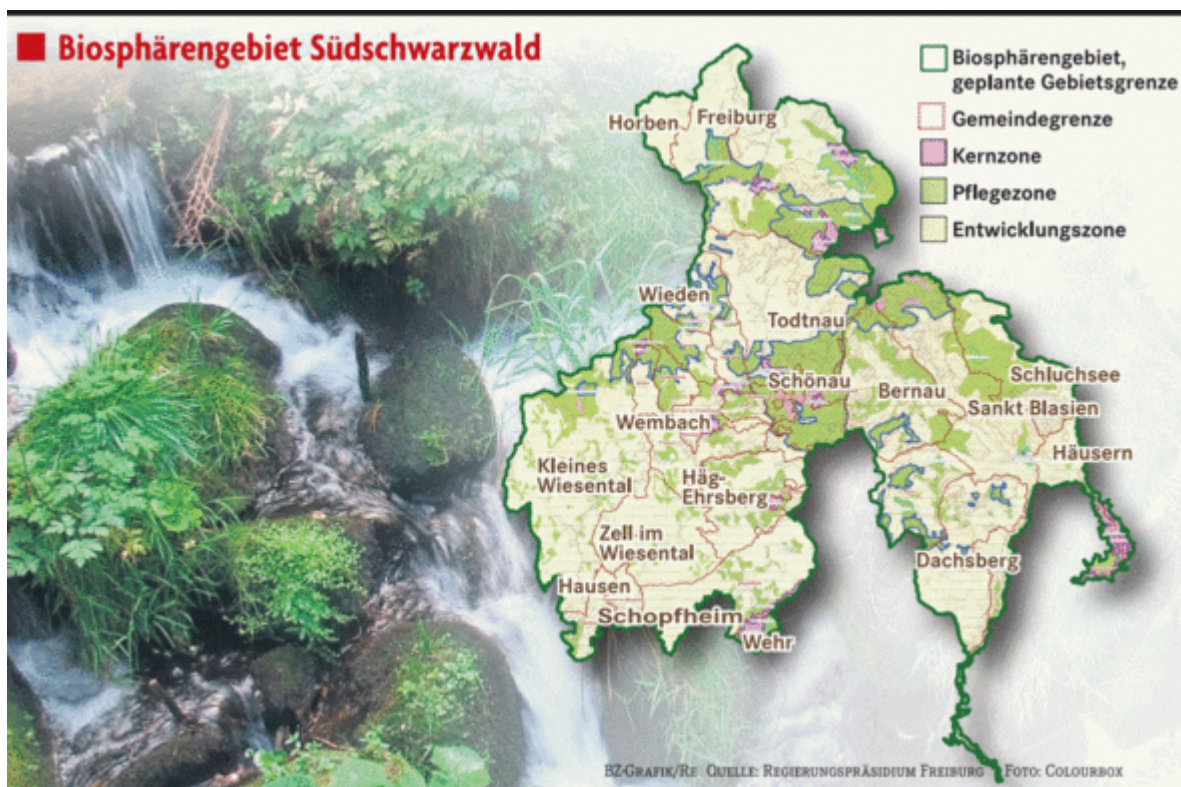 Biosphärengebiet Südschwarzwald
Biosphärengebiet,
geplante Gebietsgrenze
Gemeindegrenze
Kernzone
Pflegezone
Entwicklungszone
Horben
Freiburg
Wieden
Todtnau
Schönau
Bernau
Schluchsee
Sankt Blasien
Häusern
Wembach
Kleines
Wiesental
Häg-
Ehrsberg
Zell im
Wiesental
Hausen
Schopfheim
Wehr
Dachsberg
BZ-Grafik/Re Quelle: Regierungspräsidium Freiburg Foto: Colourbox